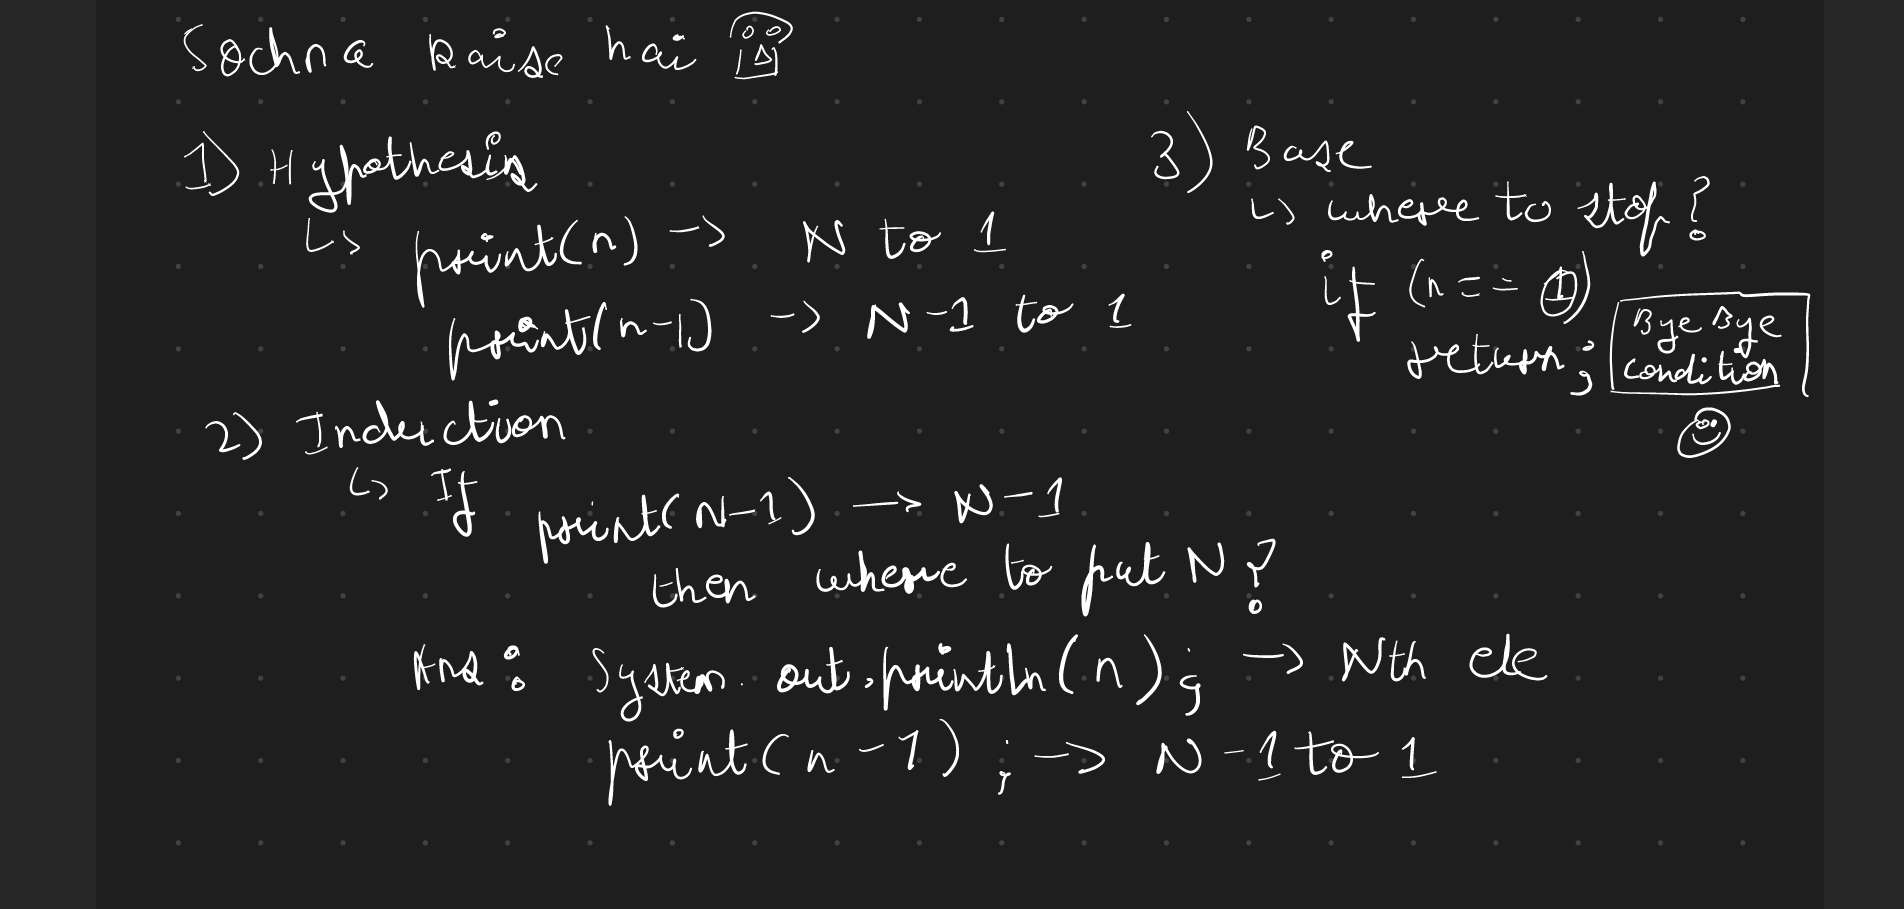 Sochna kaise hai
1) Hypothesis
↳ print(n) -> N to 1
print(n-1) -> N-1 to 1
2) Induction
↳ If print(N-1) -> N-1
then where to put N?
Ans: System.out.println(n); -> Nth ele
print(n-1); -> N-1 to 1
3) Base
↳ where to stop?
if (n == 1)
return;
Bye Bye
condition